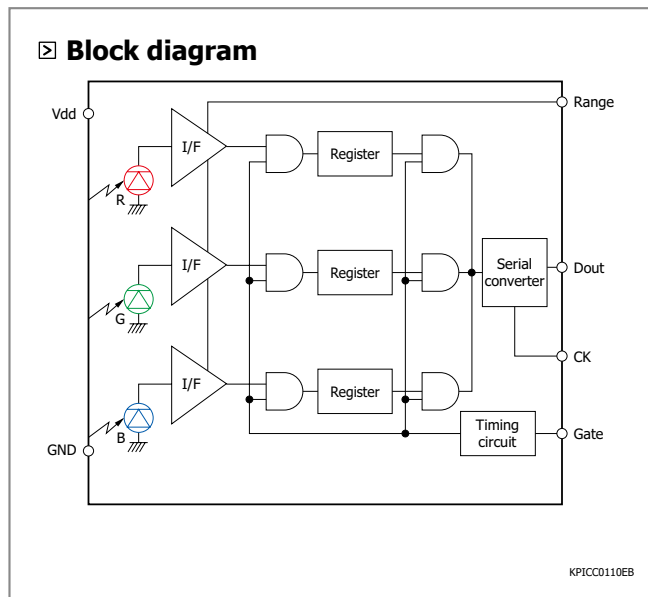 Block diagram
Vdd
Range
I/F
Register
R
I/F
Register
Serial
converter
Dout
G
CK
I/F
Register
B
GND
Timing
circuit
Gate
KPICC0110EB